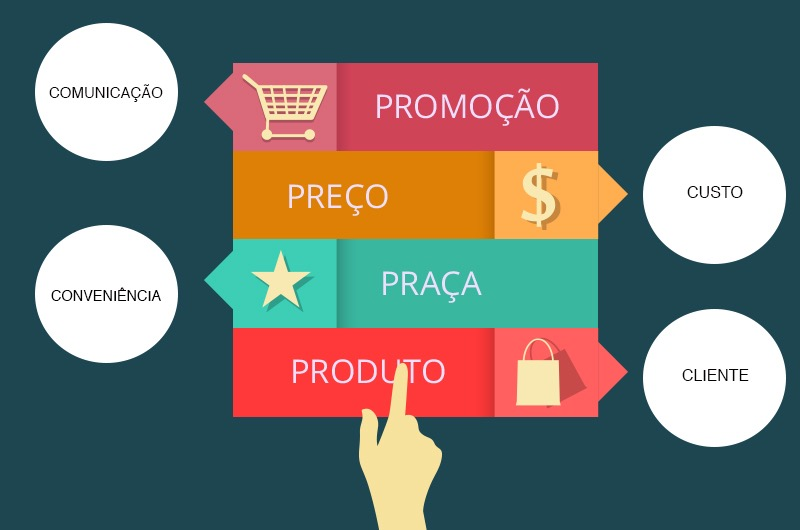 COMUNICAÇÃO
PROMOÇÃO
PREÇO
CUSTO
CONVENIÊNCIA
PRAÇA
PRODUTO
CLIENTE